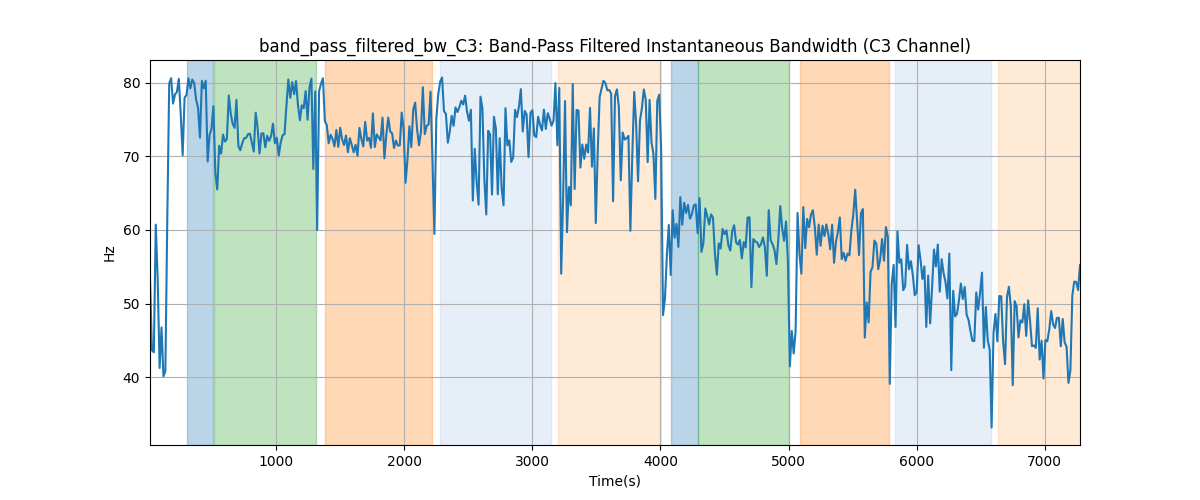 band_pass_filtered_bw_C3: Band-Pass Filtered Instantaneous Bandwidth (C3 Channel)
80
70
60
50
40
Hz
1000 2000 3000 4000 5000 6000 7000
Time(s)